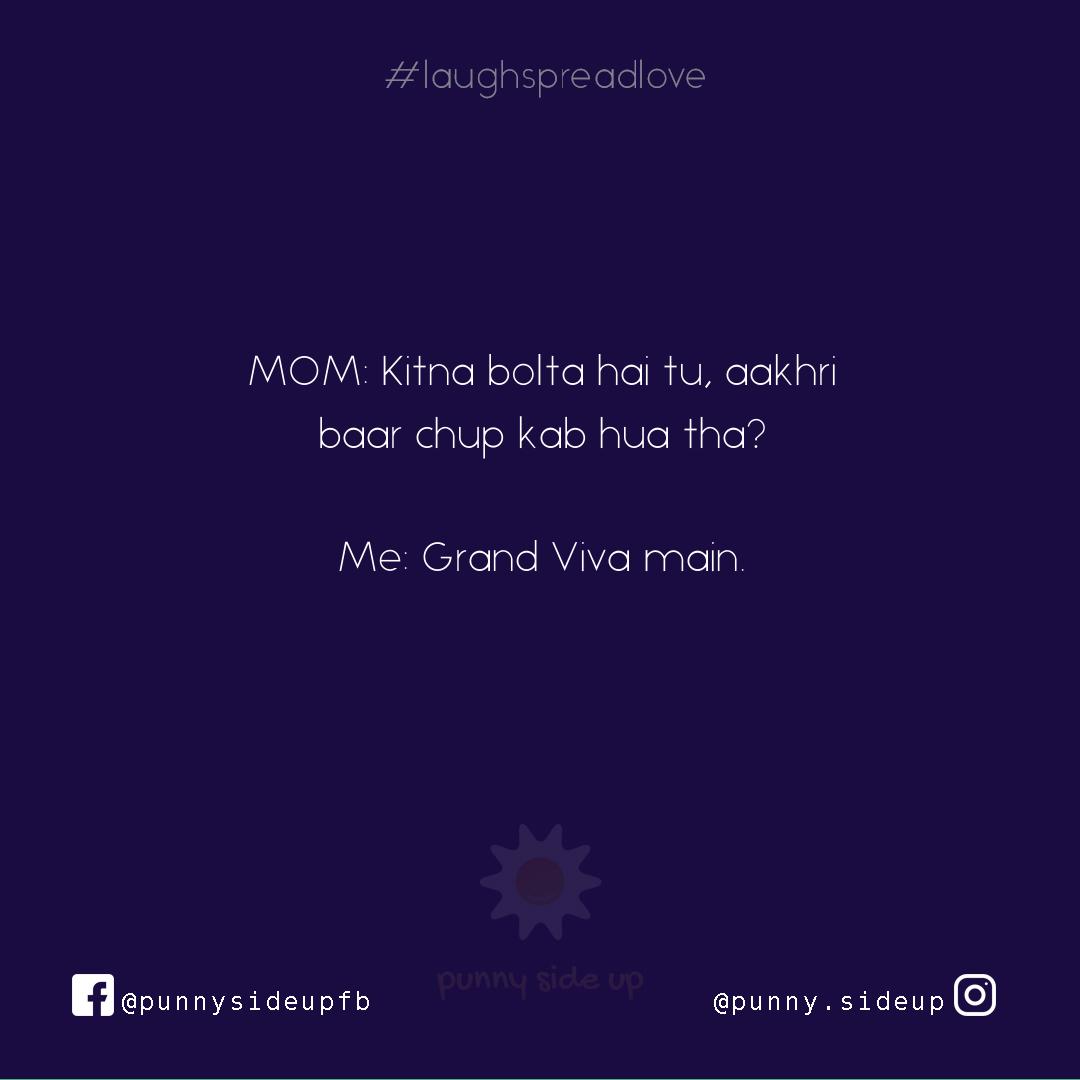 #laughspreadlove
MOM: Kitna bolta hai tu, aakhri
baar chup kab hua tha?
Me: Grand Viva main.
punny side up
@punnysideupfb
@punny.sideup